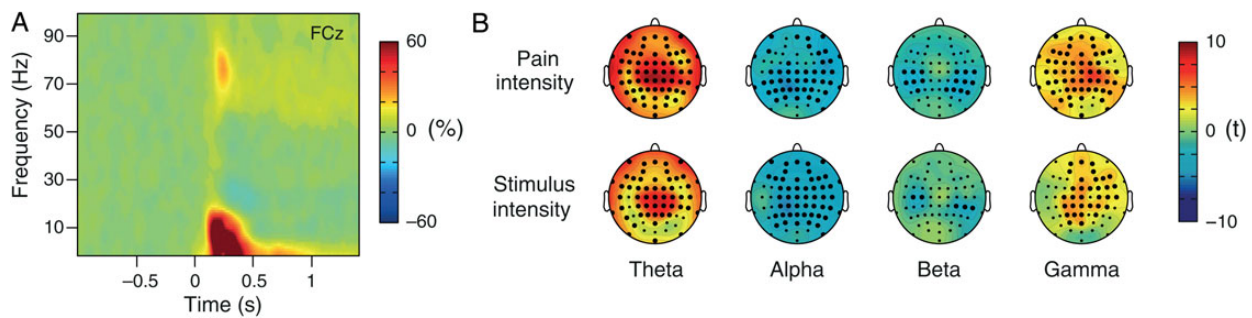 A
FCz
90
70
50
30
10
Frequency (Hz)
−0.5
0
0.5
1
Time (s)
60
0
−60
(%)
B
Pain
intensity
Stimulus
intensity
Theta
Alpha
Beta
Gamma
10
0
−10
(t)